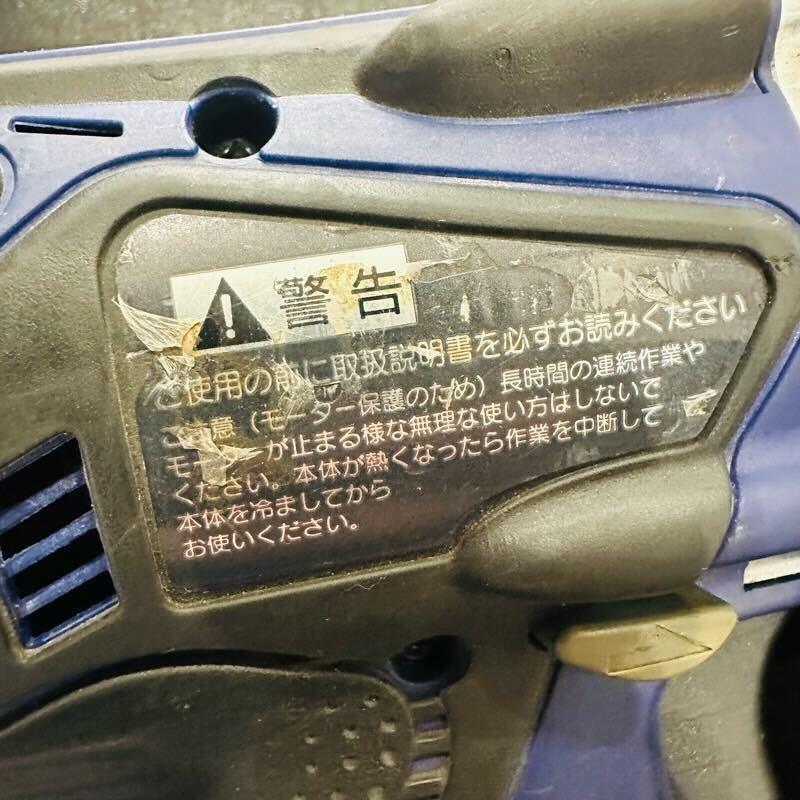 警告
ご使用の前に取扱説明書を必ずお読みください
ご注意（モーター保護のため）長時間の連続作業や
モーターが止まる様な無理な使い方はしないで
ください。本体が熱くなったら作業を中断して
本体を冷ましてから
お使いください。